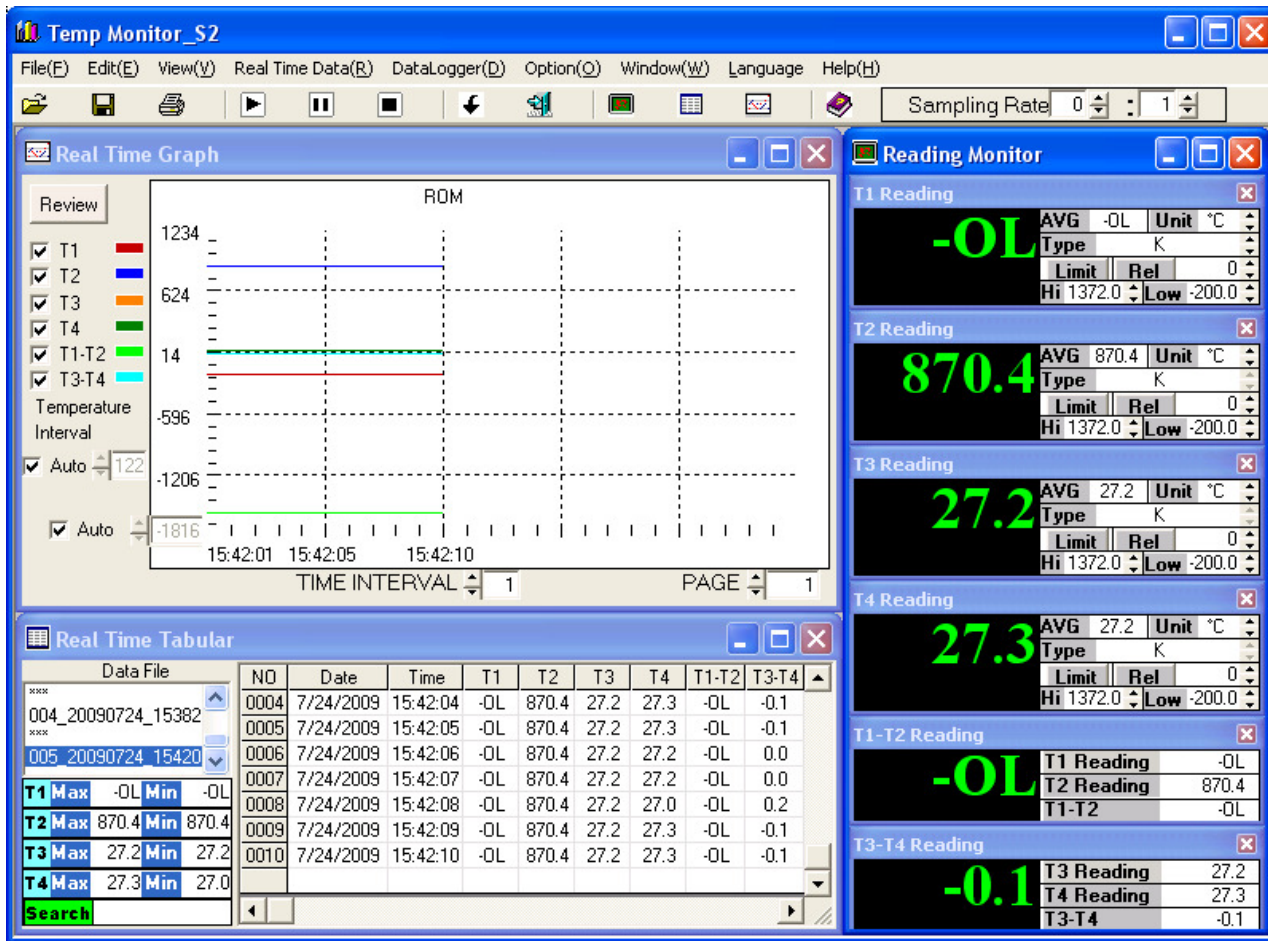 Temp Monitor_S2
File(F) Edit(E) View(V) Real Time Data(R) DataLogger(D) Option(O) Window(W) Language Help(H)
Sampling Rate 0 : 1
Real Time Graph
Review
ROM
T1
T2
T3
T4
T1-T2
T3-T4
Temperature
Interval
Auto 122
Auto -1816
1234
624
14
-596
-1206
15:42:01 15:42:05 15:42:10
TIME INTERVAL 1 PAGE 1
Real Time Tabular
Data File
***
004_20090724_15382
***
005_20090724_15420
T1 Max -OL Min -OL
T2 Max 870.4 Min 870.4
T3 Max 27.2 Min 27.2
T4 Max 27.3 Min 27.0
Search
NO Date Time T1 T2 T3 T4 T1-T2 T3-T4
0004 7/24/2009 15:42:04 -OL 870.4 27.2 27.3 -OL -0.1
0005 7/24/2009 15:42:05 -OL 870.4 27.2 27.3 -OL -0.1
0006 7/24/2009 15:42:06 -OL 870.4 27.2 27.2 -OL 0.0
0007 7/24/2009 15:42:07 -OL 870.4 27.2 27.2 -OL 0.0
0008 7/24/2009 15:42:08 -OL 870.4 27.2 27.0 -OL 0.2
0009 7/24/2009 15:42:09 -OL 870.4 27.2 27.3 -OL -0.1
0010 7/24/2009 15:42:10 -OL 870.4 27.2 27.3 -OL -0.1
Reading Monitor
T1 Reading
-OL
AVG -OL Unit °C
Type K
Limit Rel 0
Hi 1372.0 Low -200.0
T2 Reading
870.4
AVG 870.4 Unit °C
Type K
Limit Rel 0
Hi 1372.0 Low -200.0
T3 Reading
27.2
AVG 27.2 Unit °C
Type K
Limit Rel 0
Hi 1372.0 Low -200.0
T4 Reading
27.3
AVG 27.2 Unit °C
Type K
Limit Rel 0
Hi 1372.0 Low -200.0
T1-T2 Reading
-OL
T1 Reading -OL
T2 Reading 870.4
T1-T2 -OL
T3-T4 Reading
-0.1
T3 Reading 27.2
T4 Reading 27.3
T3-T4 -0.1